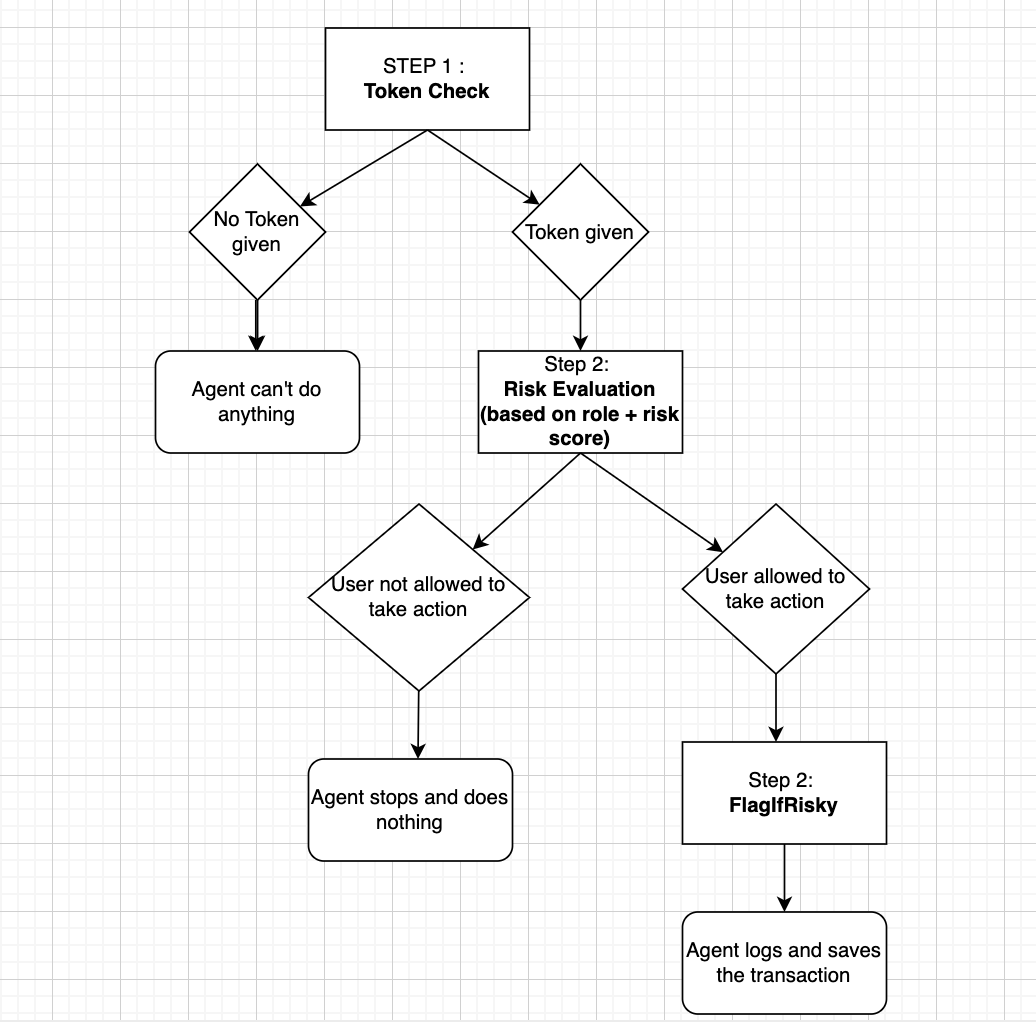 STEP 1 :
Token Check
No Token
given
Token given
Agent can't do
anything
Step 2:
Risk Evaluation
(based on role + risk
score)
User not allowed to
take action
User allowed to
take action
Agent stops and does
nothing
Step 2:
FlagIfRisky
Agent logs and saves
the transaction